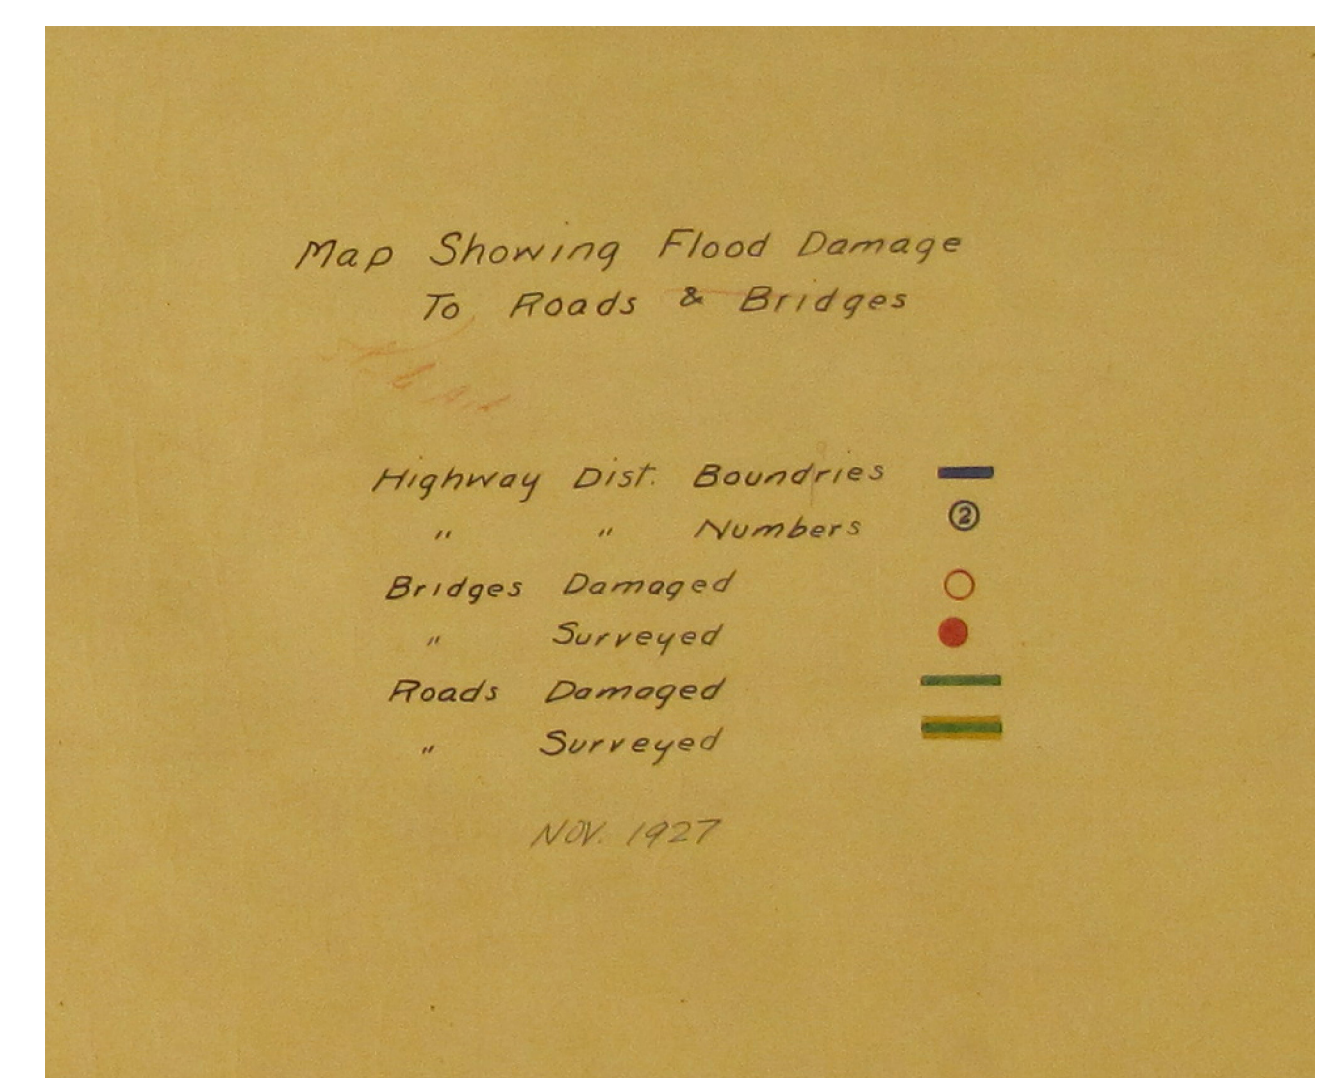 Map Showing Flood Damage
To Roads & Bridges
Highway Dist. Boundries
" " Numbers ②
Bridges Damaged
" Surveyed
Roads Damaged
" Surveyed
NOV. 1927